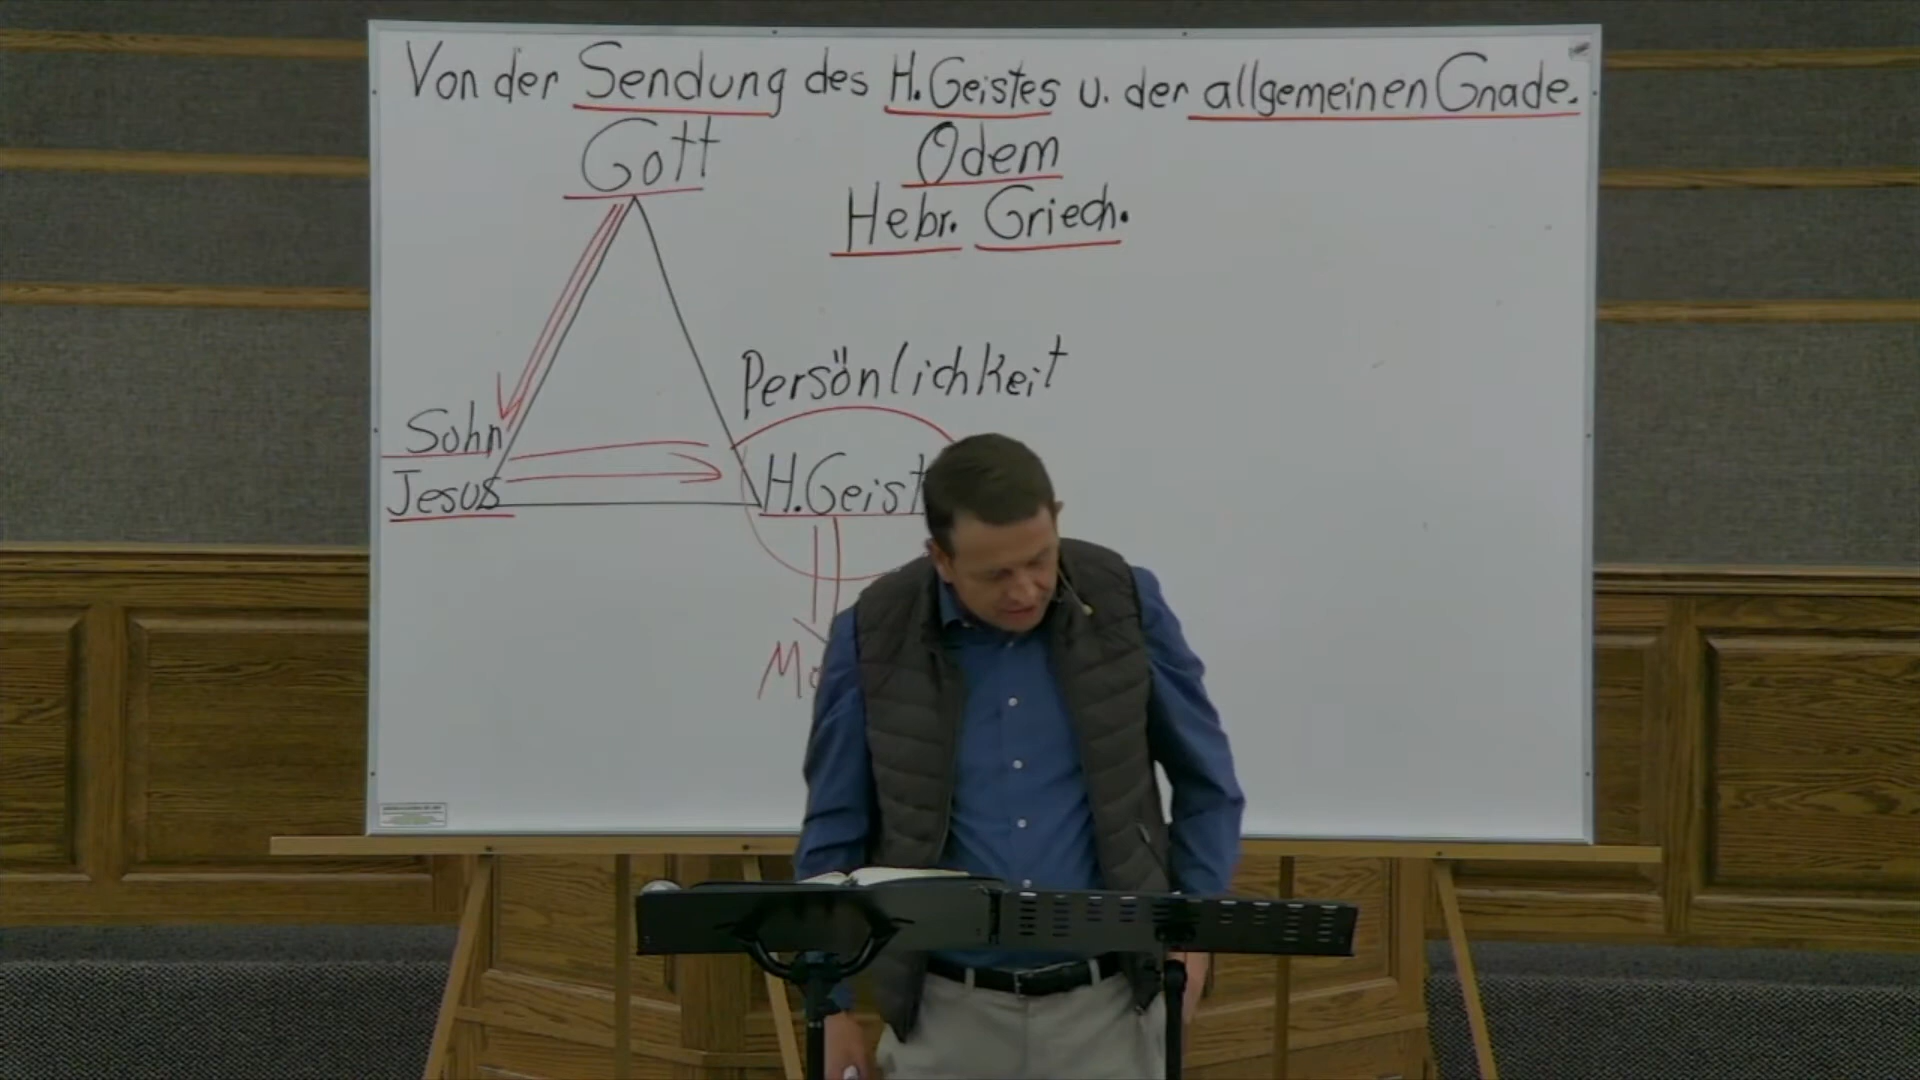 Von der Sendung des H. Geistes u. der allgemeinen Gnade.
Gott
Odem
Hebr. Griech.
Persönlichkeit
Sohn
Jesus
H. Geist